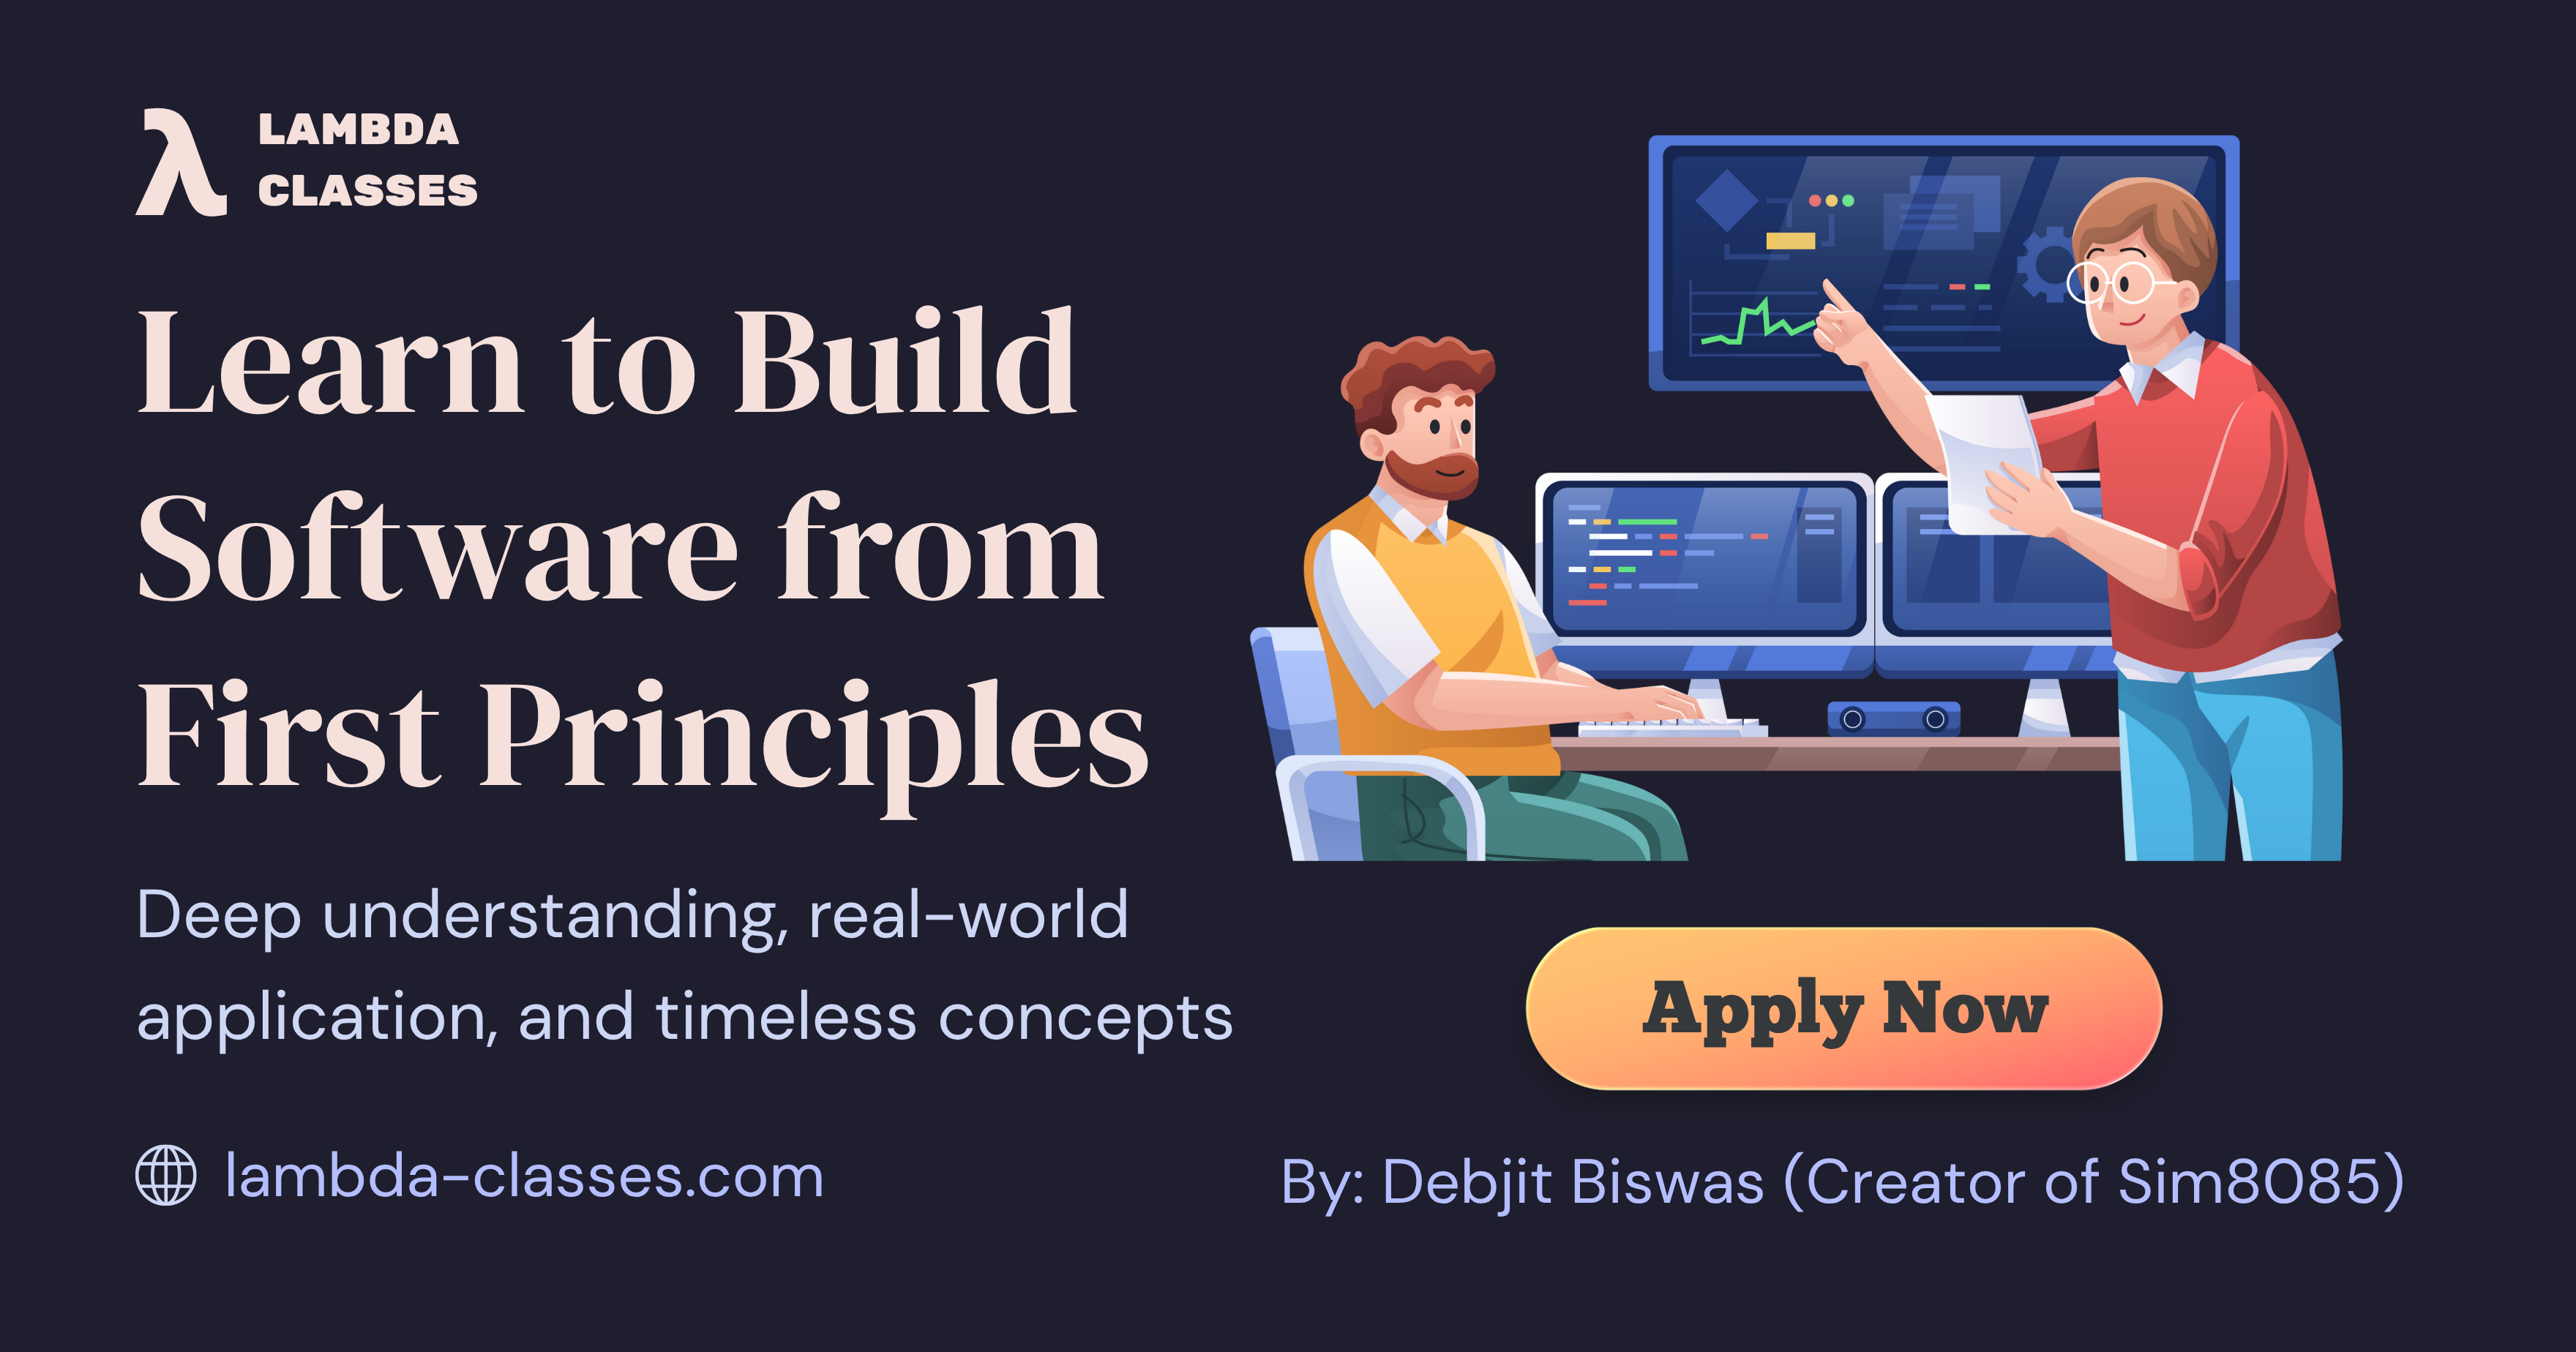 λ
LAMBDA
CLASSES
Learn to Build
Software from
First Principles
Deep understanding, real-world
application, and timeless concepts
Apply Now
lambda-classes.com
By: Debjit Biswas (Creator of Sim8085)